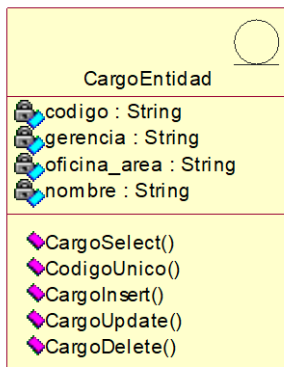 CargoEntidad
codigo : String
gerencia : String
oficina_area : String
nombre : String
CargoSelect()
CodigoUnico()
CargoInsert()
CargoUpdate()
CargoDelete()